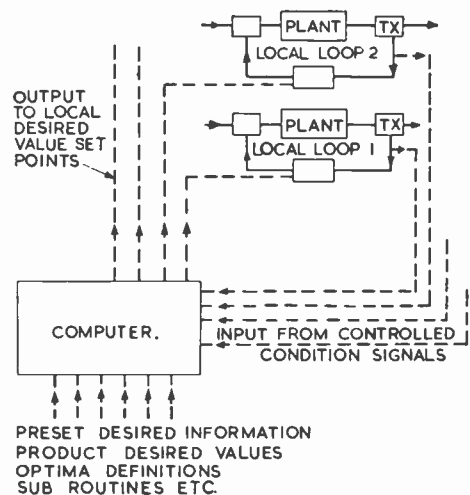 PLANT TX
LOCAL LOOP 2
PLANT TX
LOCAL LOOP 1
OUTPUT
TO LOCAL
DESIRED
VALUE SET
POINTS
COMPUTER.
INPUT FROM CONTROLLED
CONDITION SIGNALS
PRESET DESIRED INFORMATION
PRODUCT DESIRED VALUES
OPTIMA DEFINITIONS
SUB ROUTINES ETC.